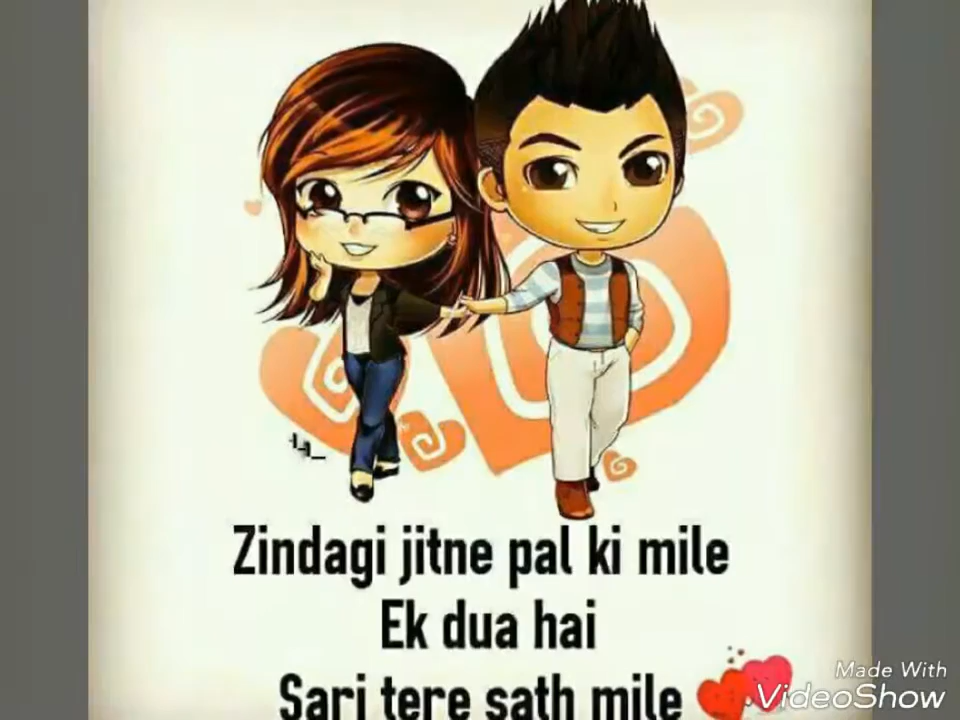 Zindagi jitne pal ki mile
Ek dua hai
Sari tere sath mile
Made With
VideoShow